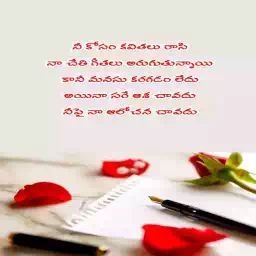 నీ కోసం కవితలు రాసి
నా చేతి గీతలు అరుగుతున్నాయి
కానీ మనసు కరగడం లేదు
అయినా సరే ఆశ చావదు
నీపై నా ఆలోచన చావదు